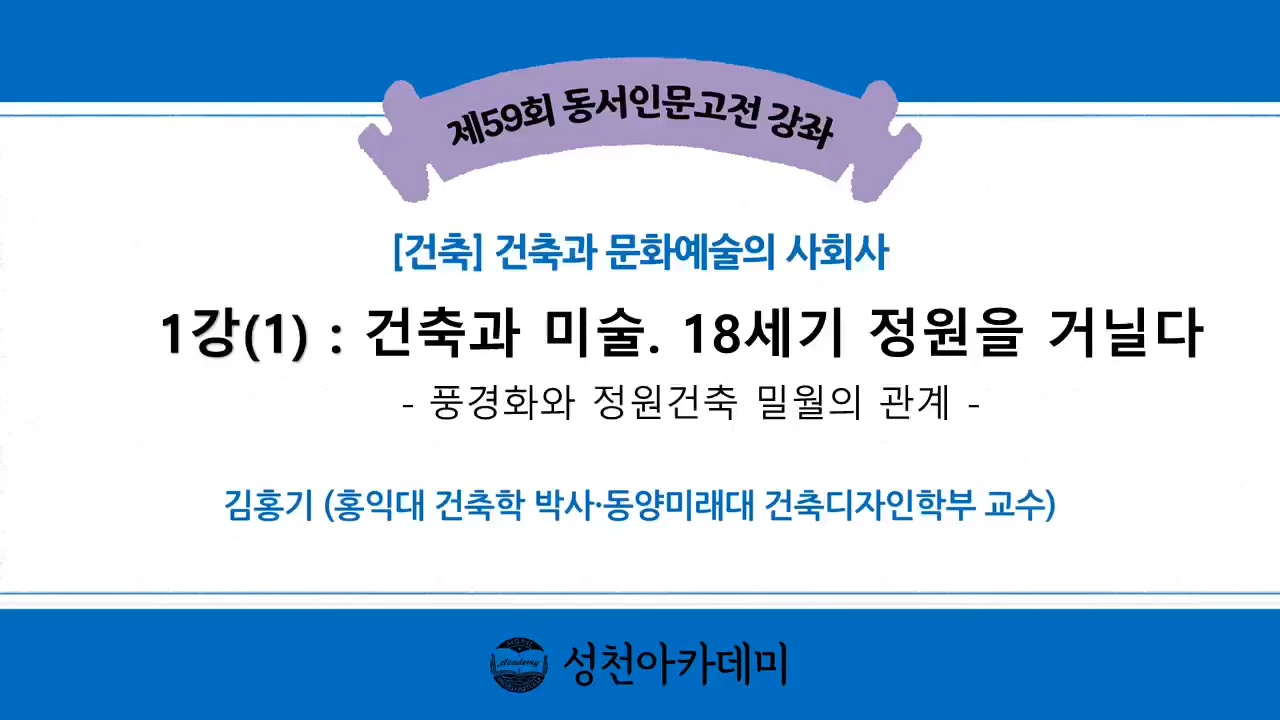 제59회 동서인문고전 강좌
[건축] 건축과 문화예술의 사회사
1강(1) : 건축과 미술. 18세기 정원을 거닐다
- 풍경화와 정원건축 밀월의 관계 -
김홍기 (홍익대 건축학 박사·동양미래대 건축디자인학부 교수)
Academy
성천아카데미